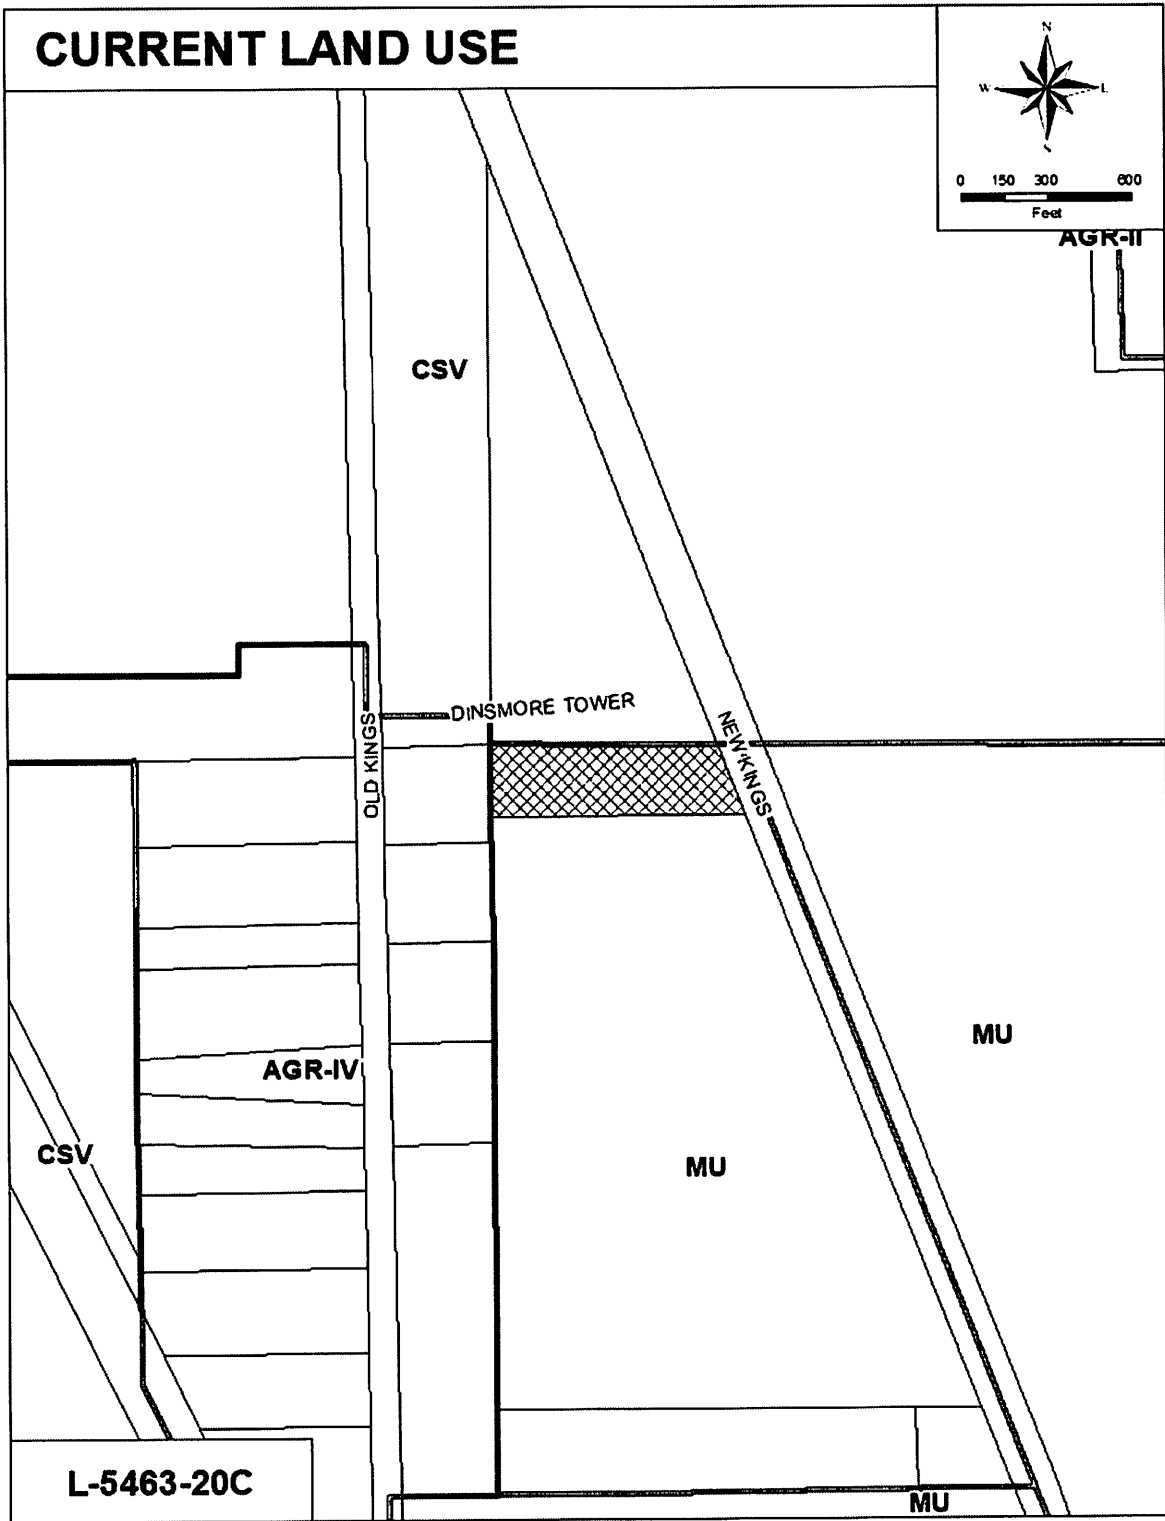 CURRENT LAND USE
N
W
0 150 300 600
Feet
AGR-II
CSV
DINSMORE TOWER
OLD KINGS
NEW KINGS
MU
AGR-IV
CSV
MU
L-5463-20C
MU